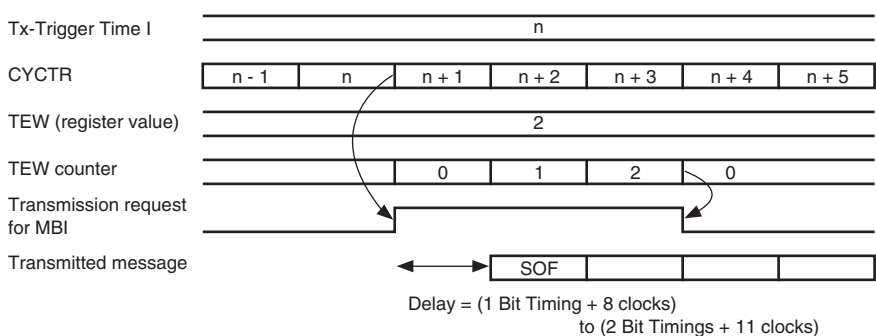 Tx-Trigger Time I
n
CYCTR
n - 1 n n + 1 n + 2 n + 3 n + 4 n + 5
TEW (register value)
2
TEW counter
0 1 2 0
Transmission request
for MBI
Transmitted message
SOF
Delay = (1 Bit Timing + 8 clocks)
to (2 Bit Timings + 11 clocks)